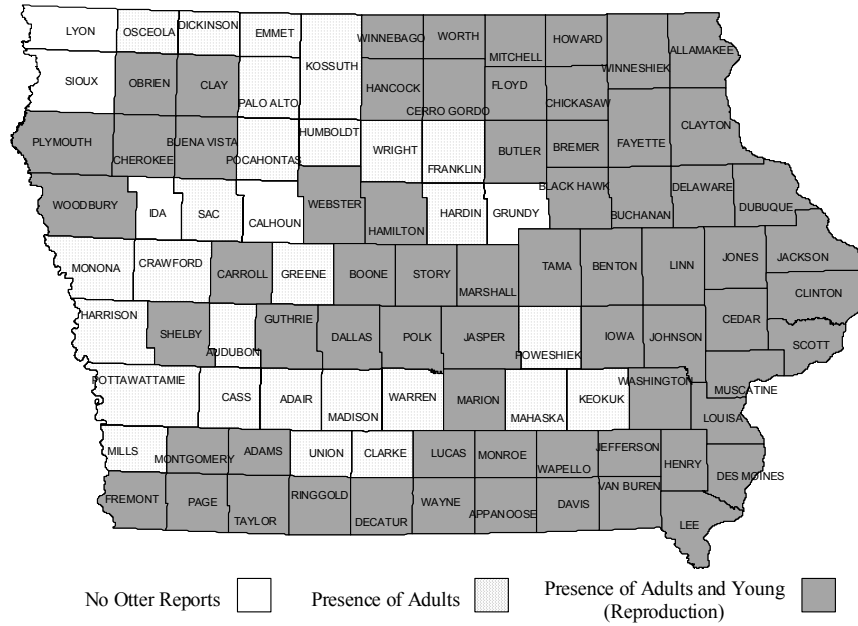 LYON OSCEOLA DICKINSON EMMET KOSSUTH WINNEBAGO WORTH MITCHELL HOWARD WINNESHIEK ALLAMAKEE
SIOUX OBRIEN CLAY PALO ALTO HANCOCK CERRO GORDO FLOYD CHICKASAW
PLYMOUTH CHEROKEE BUENA VISTA POCAHONTAS HUMBOLDT WRIGHT FRANKLIN BUTLER BREMER FAYETTE CLAYTON
WOODBURY IDA SAC CALHOUN WEBSTER HAMILTON HARDIN GRUNDY BLACK HAWK BUCHANAN DELAWARE DUBUQUE
MONONA CRAWFORD CARROLL GREENE BOONE STORY MARSHALL TAMA BENTON LINN JONES JACKSON
CLINTON
HARRISON SHELBY AUDUBON GUTHRIE DALLAS POLK JASPER POWESHIEK IOWA JOHNSON CEDAR SCOTT
POTTAWATTAMIE CASS ADAIR MADISON WARREN MARION MAHASKA KEOKUK WASHINGTON MUSCATINE
LOUISA
MILLS MONTGOMERY ADAMS UNION CLARKE LUCAS MONROE WAPELLO JEFFERSON HENRY DES MOINES
FREMONT PAGE TAYLOR RINGGOLD DECATUR WAYNE APPANOOSE DAVIS VAN BUREN LEE
No Otter Reports Presence of Adults Presence of Adults and Young
(Reproduction)